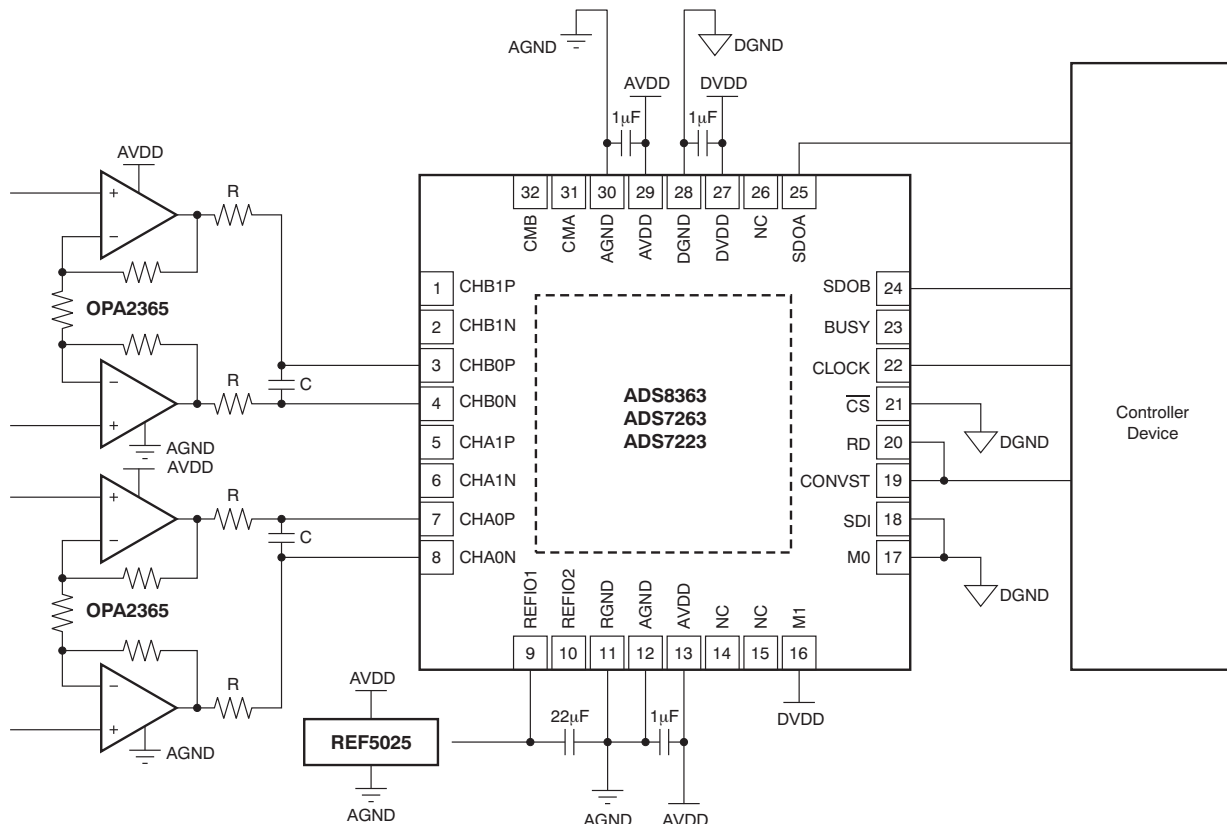 AGND
DGND
AVDD
DVDD
1μF
1μF
AVDD
R
32
31
30
29
28
27
26
25
CMB
CMA
AGND
AVDD
DGND
DVDD
NC
SDOA
OPA2365
R
C
AGND
1 CHB1P
2 CHB1N
3 CHB0P
4 CHB0N
5 CHA1P
6 CHA1N
7 CHA0P
8 CHA0N
ADS8363
ADS7263
ADS7223
SDOB 24
BUSY 23
CLOCK 22
CS 21
RD 20
CONVST 19
SDI 18
M0 17
DGND
DGND
Controller
Device
AVDD
R
C
OPA2365
R
AGND
REFIO1
REFIO2
RGND
AGND
AVDD
NC
NC
M1
9
10
11
12
13
14
15
16
AVDD
REF5025
AGND
22μF
1μF
DVDD
AGND
AVDD